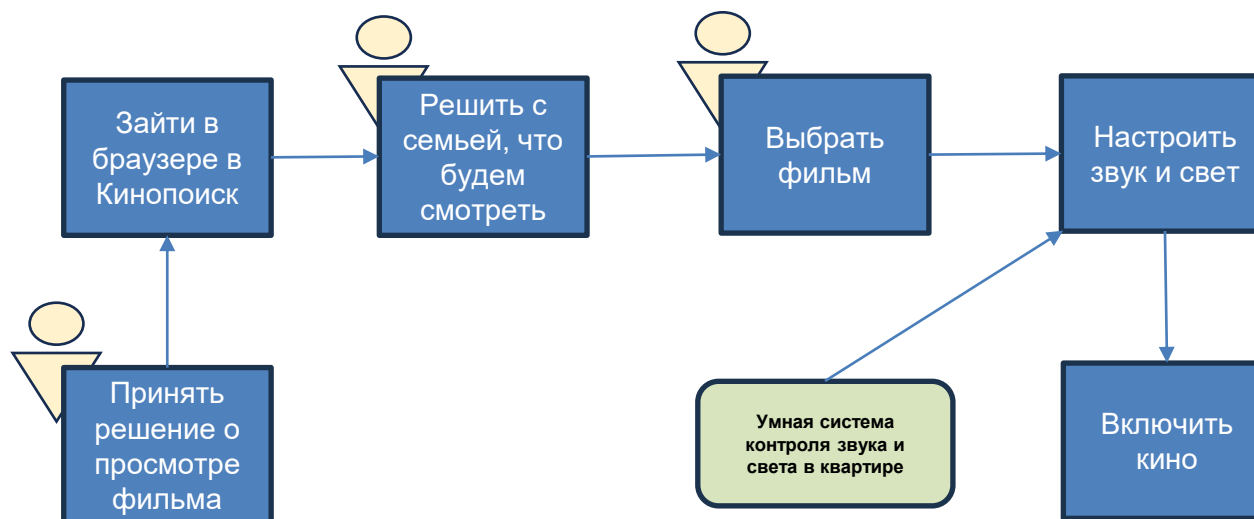 Зайти в
браузере в
Кинопоиск
Решить с
семьей, что
будем
смотреть
Выбрать
фильм
Настроить
звук и свет
Принять
решение о
просмотре
фильма
Умная система
контроля звука и
света в квартире
Включить
кино